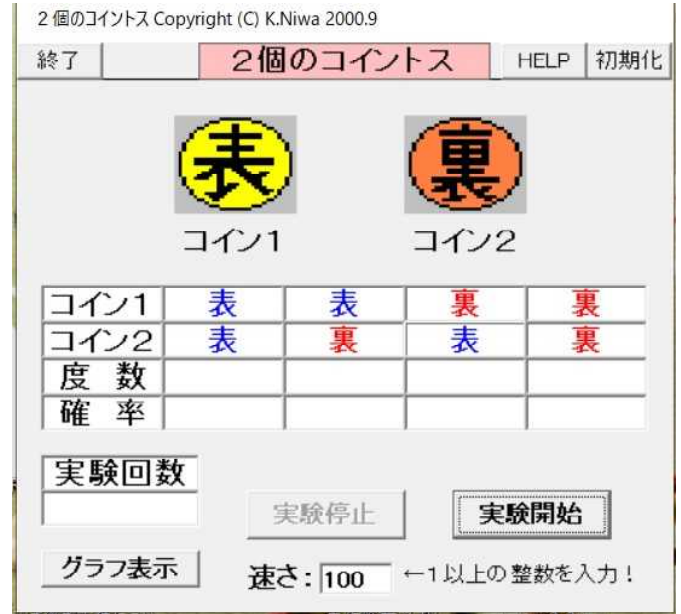 2個のコイントス Copyright (C) K.Niwa 2000.9
終了 2個のコイントス HELP 初期化
表 裏
コイン1 コイン2
コイン1 表 表 裏 裏
コイン2 表 裏 表 裏
度 数
確 率
実験回数
実験停止 実験開始
グラフ表示 速さ: 100 ←1以上の整数を入力!